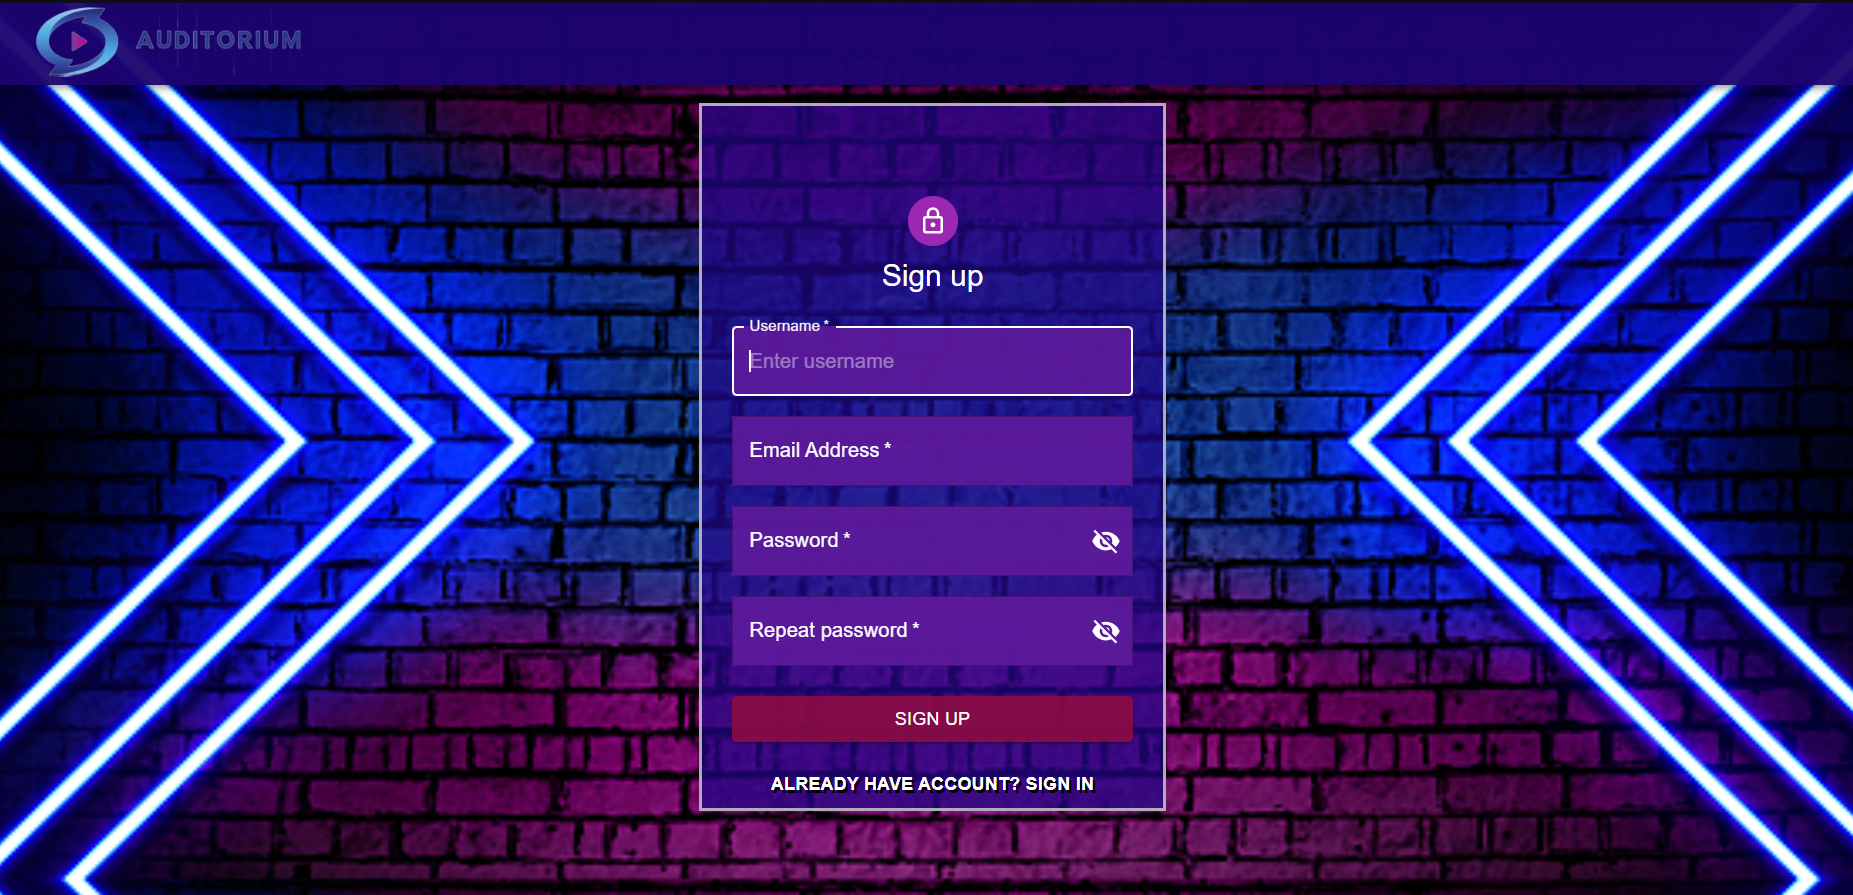 AUDITORIUM
Sign up
Username *
Enter username
Email Address *
Password *
Repeat password *
SIGN UP
ALREADY HAVE ACCOUNT? SIGN IN